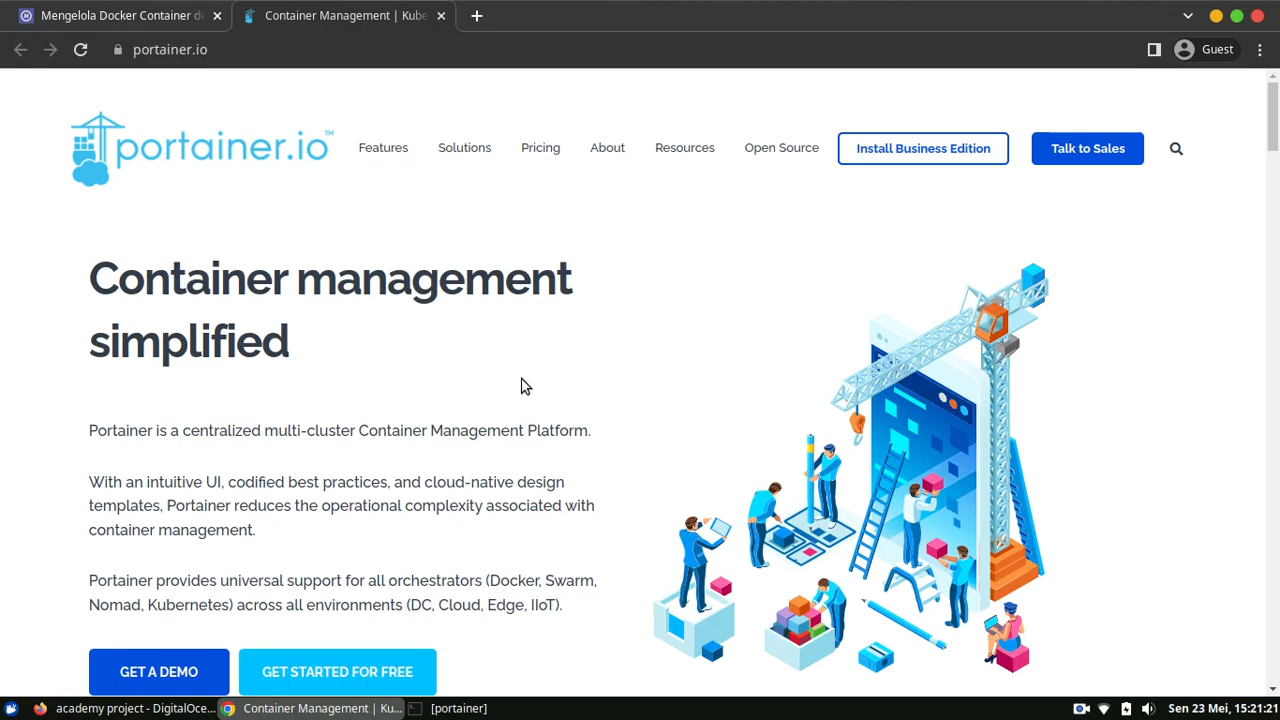 Mengelola Docker Container de
Container Management | Kube
portainer.io
Guest
portainer.io™
Features
Solutions
Pricing
About
Resources
Open Source
Install Business Edition
Talk to Sales
Container management
simplified
Portainer is a centralized multi-cluster Container Management Platform.
With an intuitive UI, codified best practices, and cloud-native design
templates, Portainer reduces the operational complexity associated with
container management.
Portainer provides universal support for all orchestrators (Docker, Swarm,
Nomad, Kubernetes) across all environments (DC, Cloud, Edge, IIoT).
GET A DEMO
GET STARTED FOR FREE
academy project - DigitalOce...
Container Management | Ku...
[portainer]
Sen 23 Mei, 15:21:21